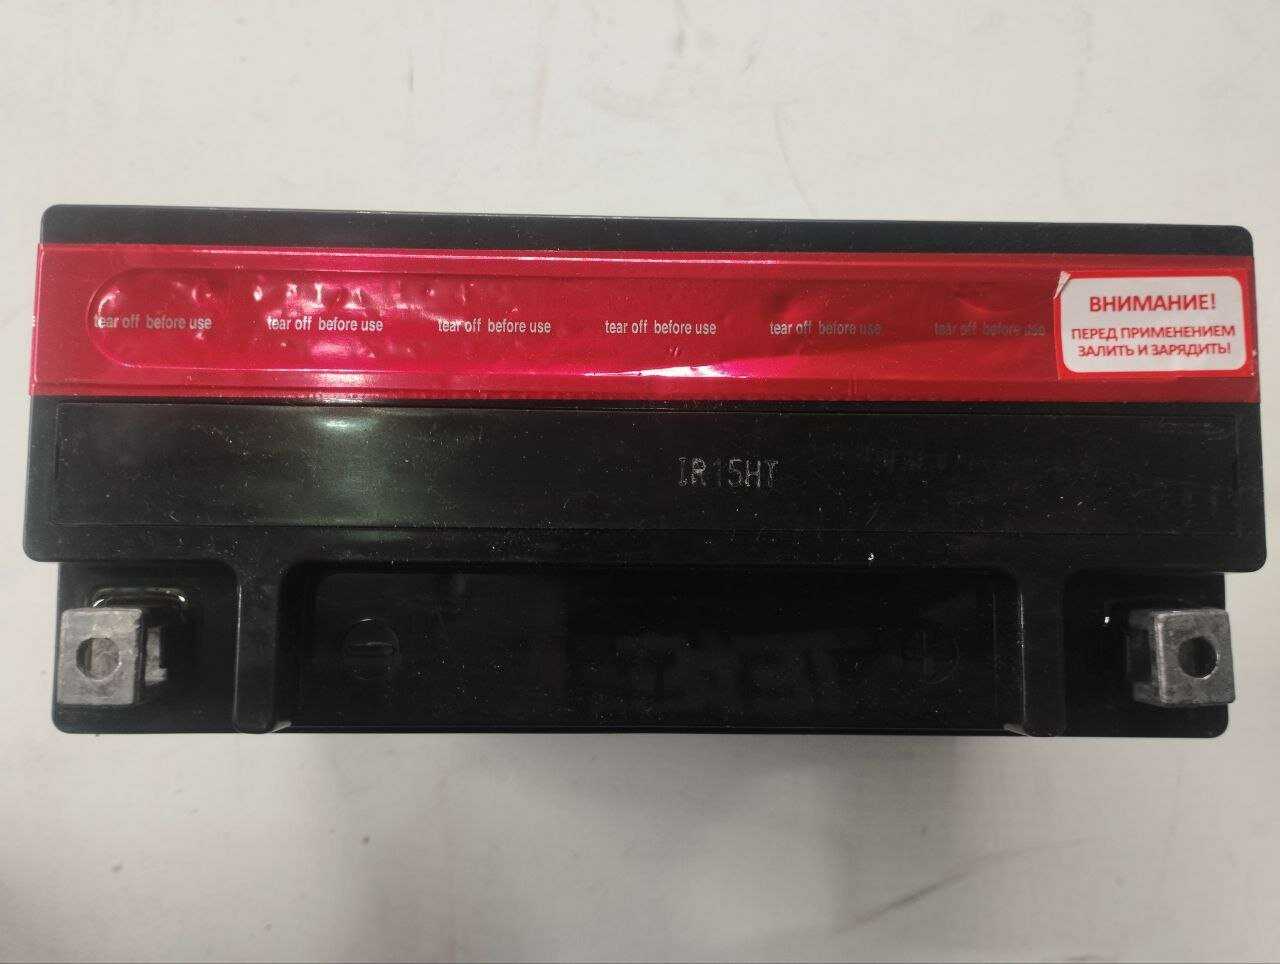 tear off before use tear off before use tear off before use tear off before use tear off before use tear off before use
ВНИМАНИЕ!
ПЕРЕД ПРИМЕНЕНИЕМ
ЗАЛИТЬ И ЗАРЯДИТЬ!
IR15HT
- +